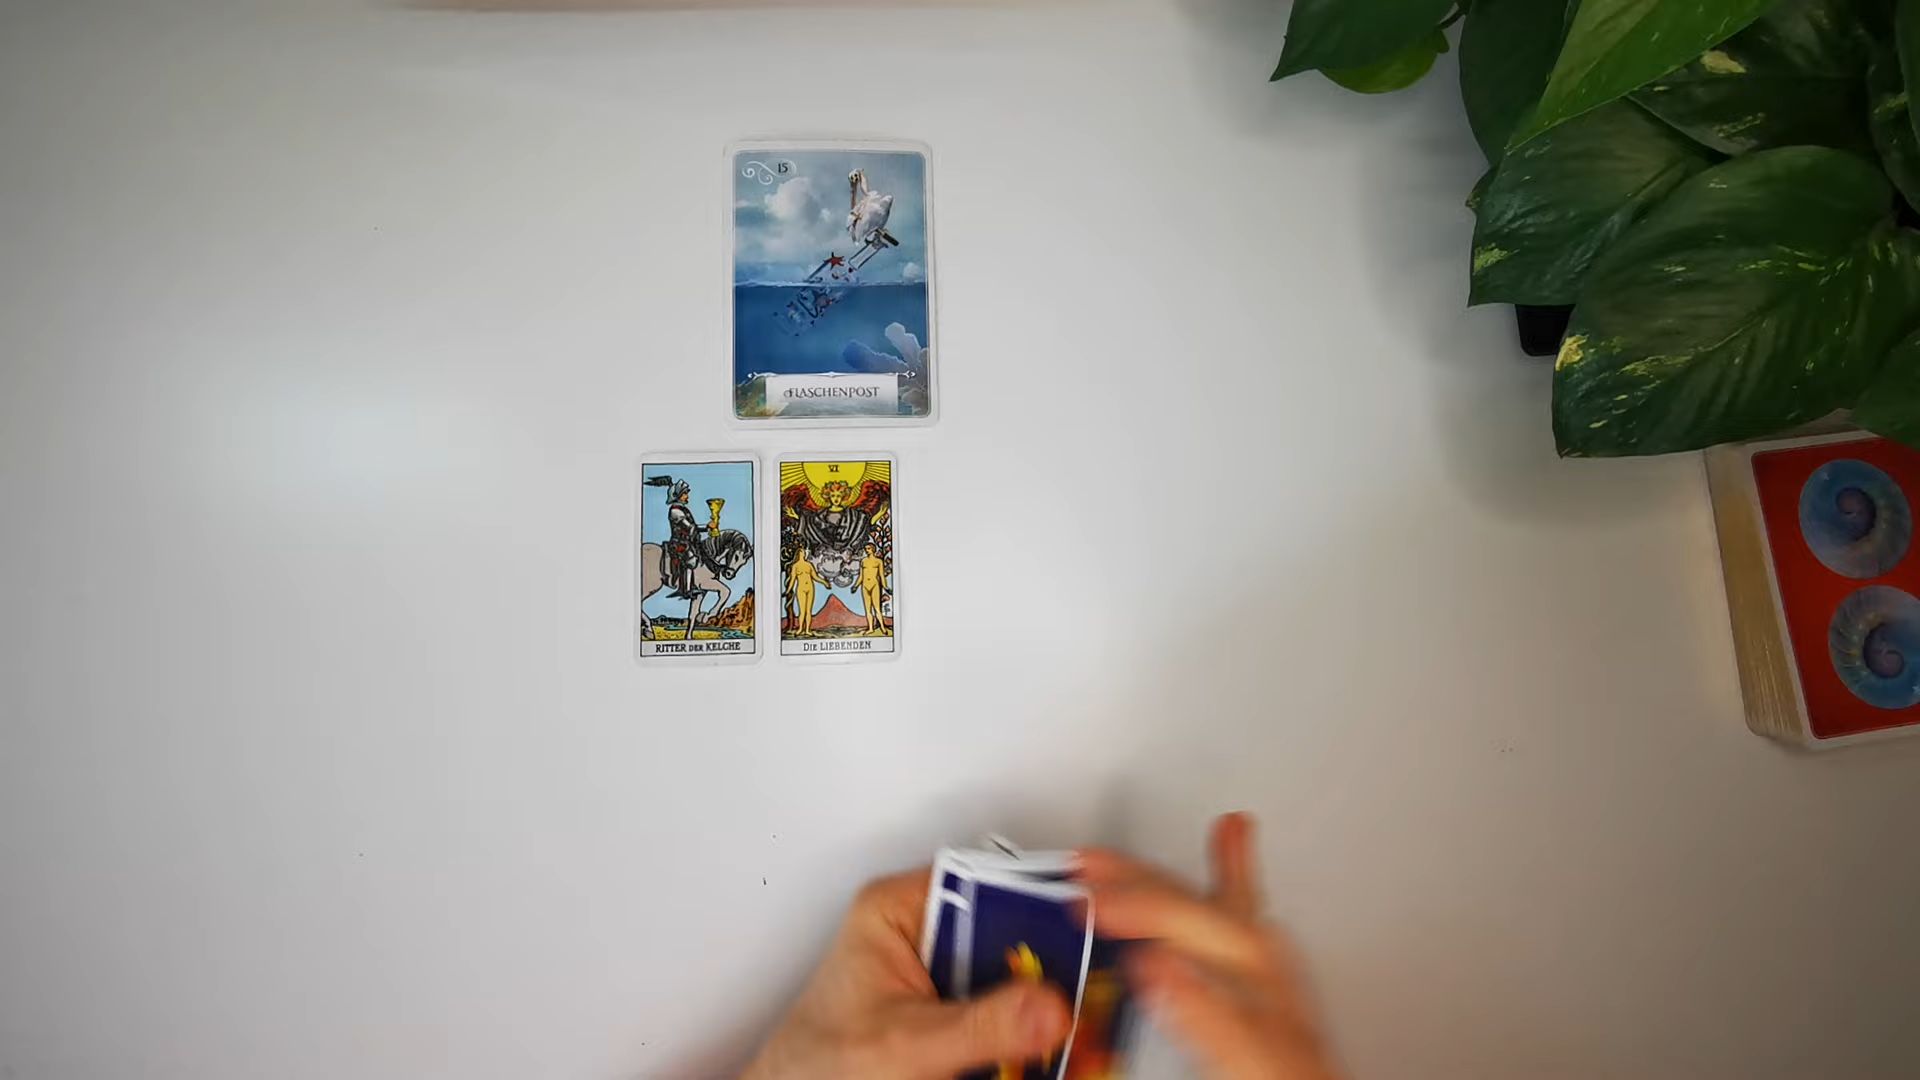 15
FLASCHENPOST
VI
RITTER DER KELCHE
DIE LIEBENDEN